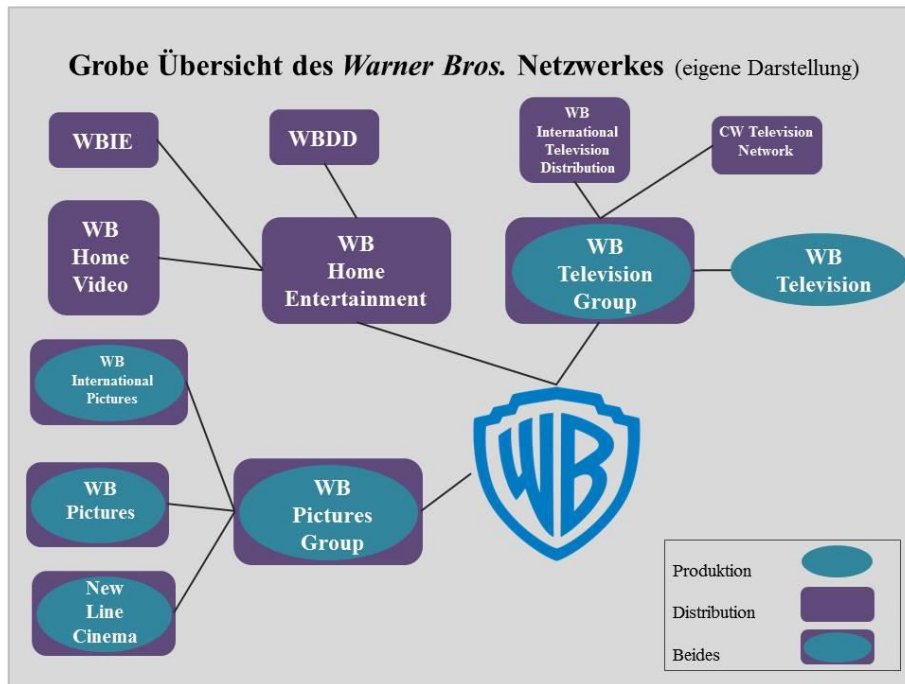 Grobe Übersicht des Warner Bros. Netzwerkes (eigene Darstellung)
WBIE
WBDD
WB
International
Television
Distribution
CW Television
Network
WB
Home
Video
WB
Home
Entertainment
WB
Television
Group
WB
Television
WB
International
Pictures
WB
Pictures
New
Line
Cinema
WB
Pictures
Group
WB
Produktion
Distribution
Beides